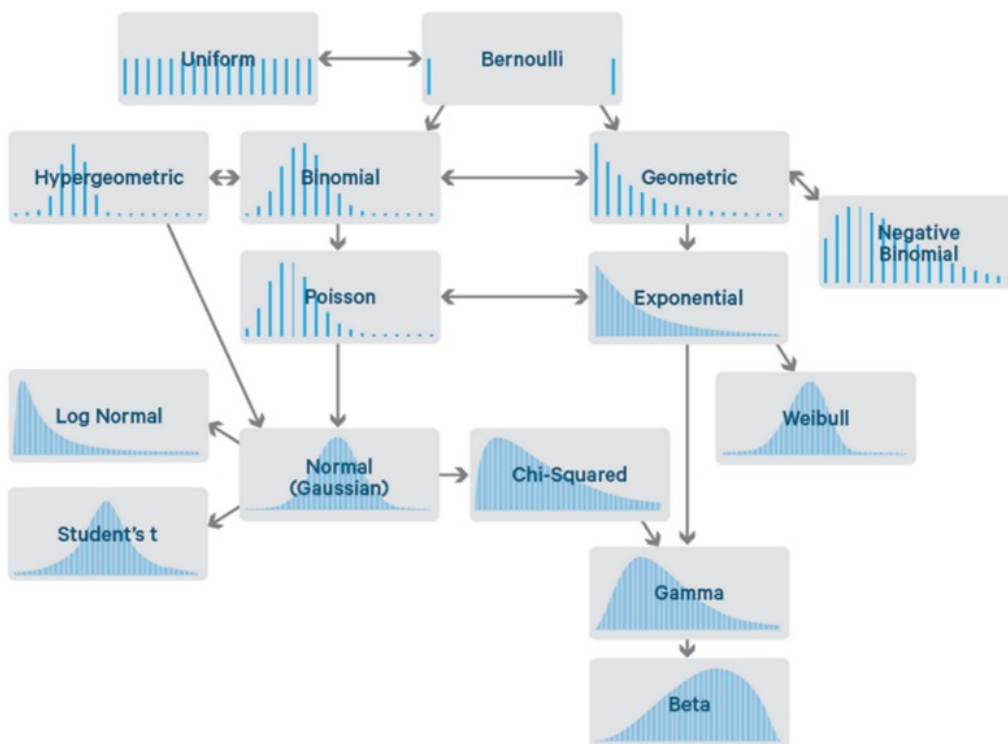 Uniform
Bernoulli
Hypergeometric
Binomial
Geometric
Negative
Binomial
Poisson
Exponential
Log Normal
Weibull
Normal
(Gaussian)
Chi-Squared
Student's t
Gamma
Beta